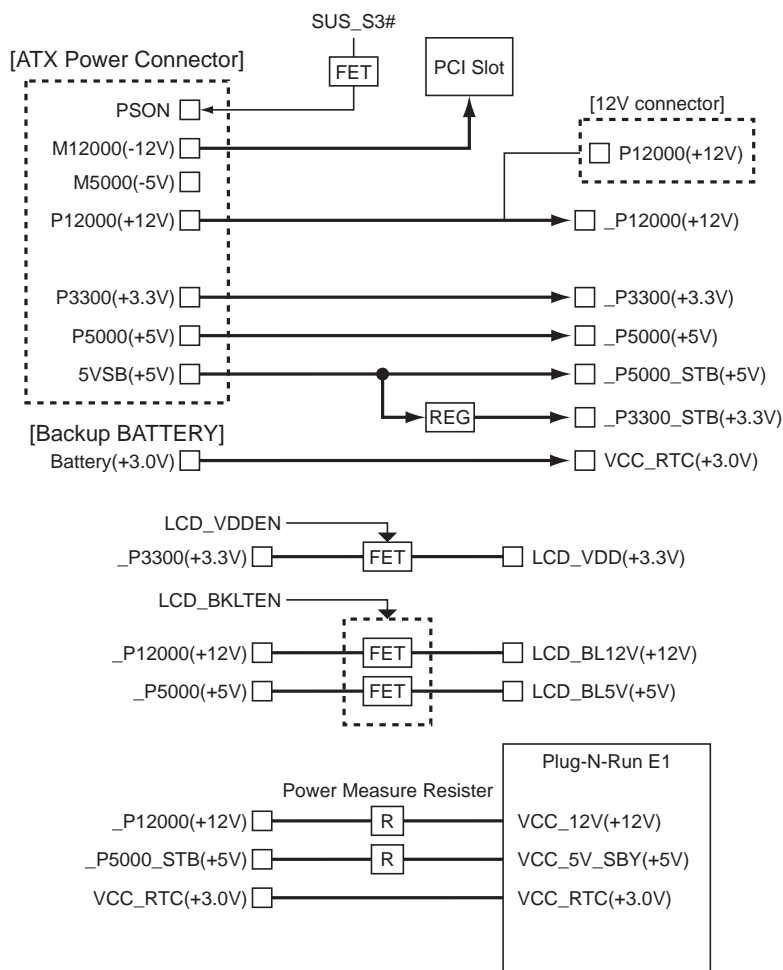 SUS_S3#
[ATX Power Connector]
FET
PCI Slot
PSON
[12V connector]
M12000(-12V)
P12000(+12V)
M5000(-5V)
P12000(+12V)
_P12000(+12V)
P3300(+3.3V)
_P3300(+3.3V)
P5000(+5V)
_P5000(+5V)
5VSB(+5V)
_P5000_STB(+5V)
REG
_P3300_STB(+3.3V)
[Backup BATTERY]
Battery(+3.0V)
VCC_RTC(+3.0V)
LCD_VDDEN
_P3300(+3.3V)
FET
LCD_VDD(+3.3V)
LCD_BKLTEN
_P12000(+12V)
FET
LCD_BL12V(+12V)
_P5000(+5V)
FET
LCD_BL5V(+5V)
Plug-N-Run E1
Power Measure Resister
_P12000(+12V)
R
VCC_12V(+12V)
_P5000_STB(+5V)
R
VCC_5V_SBY(+5V)
VCC_RTC(+3.0V)
VCC_RTC(+3.0V)